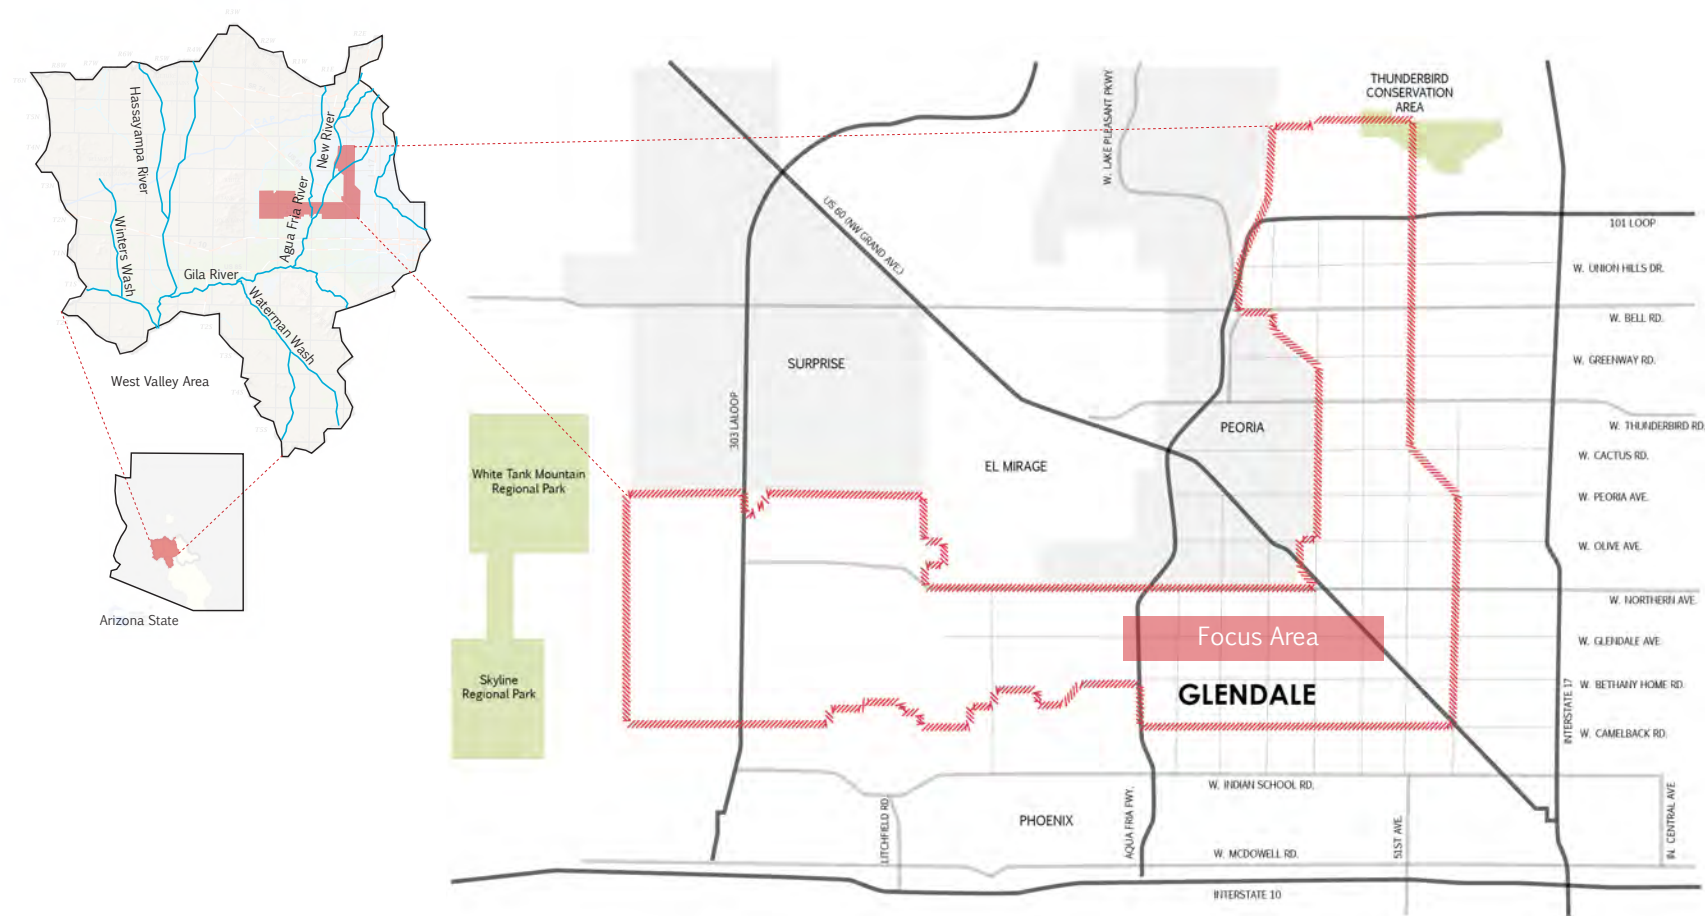 Hassayampa River
Winters Wash
New River
Agua Fria River
Gila River
Waterman Wash
West Valley Area
Arizona State
White Tank Mountain
Regional Park
Skyline
Regional Park
SURPRISE
303 LALOOP
US 60 (NW GRAND AVE.)
EL MIRAGE
W. LAKE PLEASANT PKWY
PEORIA
THUNDERBIRD
CONSERVATION
AREA
101 LOOP
W. UNION HILLS DR.
W. BELL RD.
W. GREENWAY RD.
W. THUNDERBIRD RD.
W. CACTUS RD.
W. PEORIA AVE.
W. OLIVE AVE.
W. NORTHERN AVE.
W. GLENDALE AVE.
W. BETHANY HOME RD.
W. CAMELBACK RD.
INTERSTATE 17
Focus Area
GLENDALE
W. INDIAN SCHOOL RD.
PHOENIX
LITCHFIELD RD.
AQUA FRIA FWY.
51ST AVE.
N. CENTRAL AVE
W. MCDOWELL RD.
INTERSTATE 10